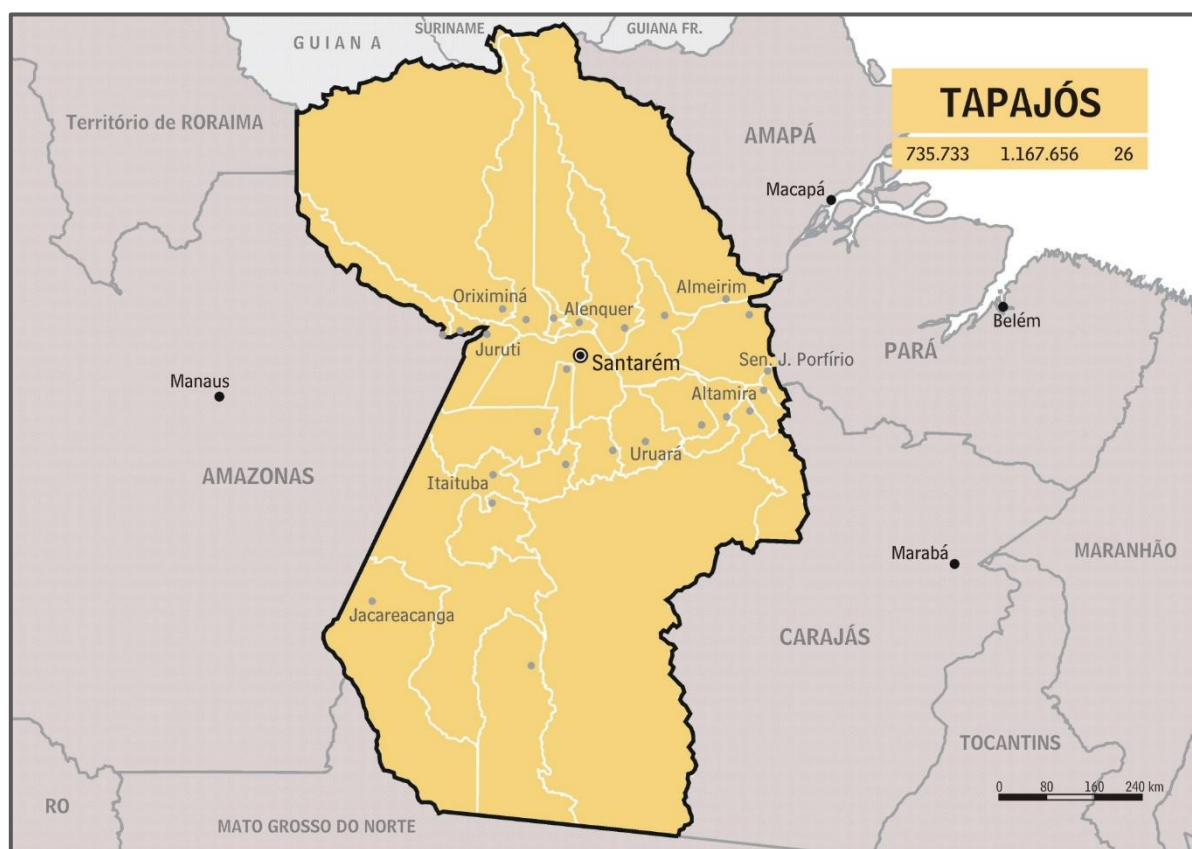 SURINAME
GUIANA FR.
GUIANA
TAPAJÓS
735.733 1.167.656 26
Território de RORAIMA
AMAPÁ
Macapá
Almeirim
Oriximiná
Alenquer
Belém
Juruti
PARÁ
Santarém
Sen. J. Porfírio
Manaus
Altamira
Uruará
AMAZONAS
Itaituba
Marabá
MARANHÃO
Jacareacanga
CARAJÁS
TOCANTINS
0 80 160 240 km
RO
MATO GROSSO DO NORTE